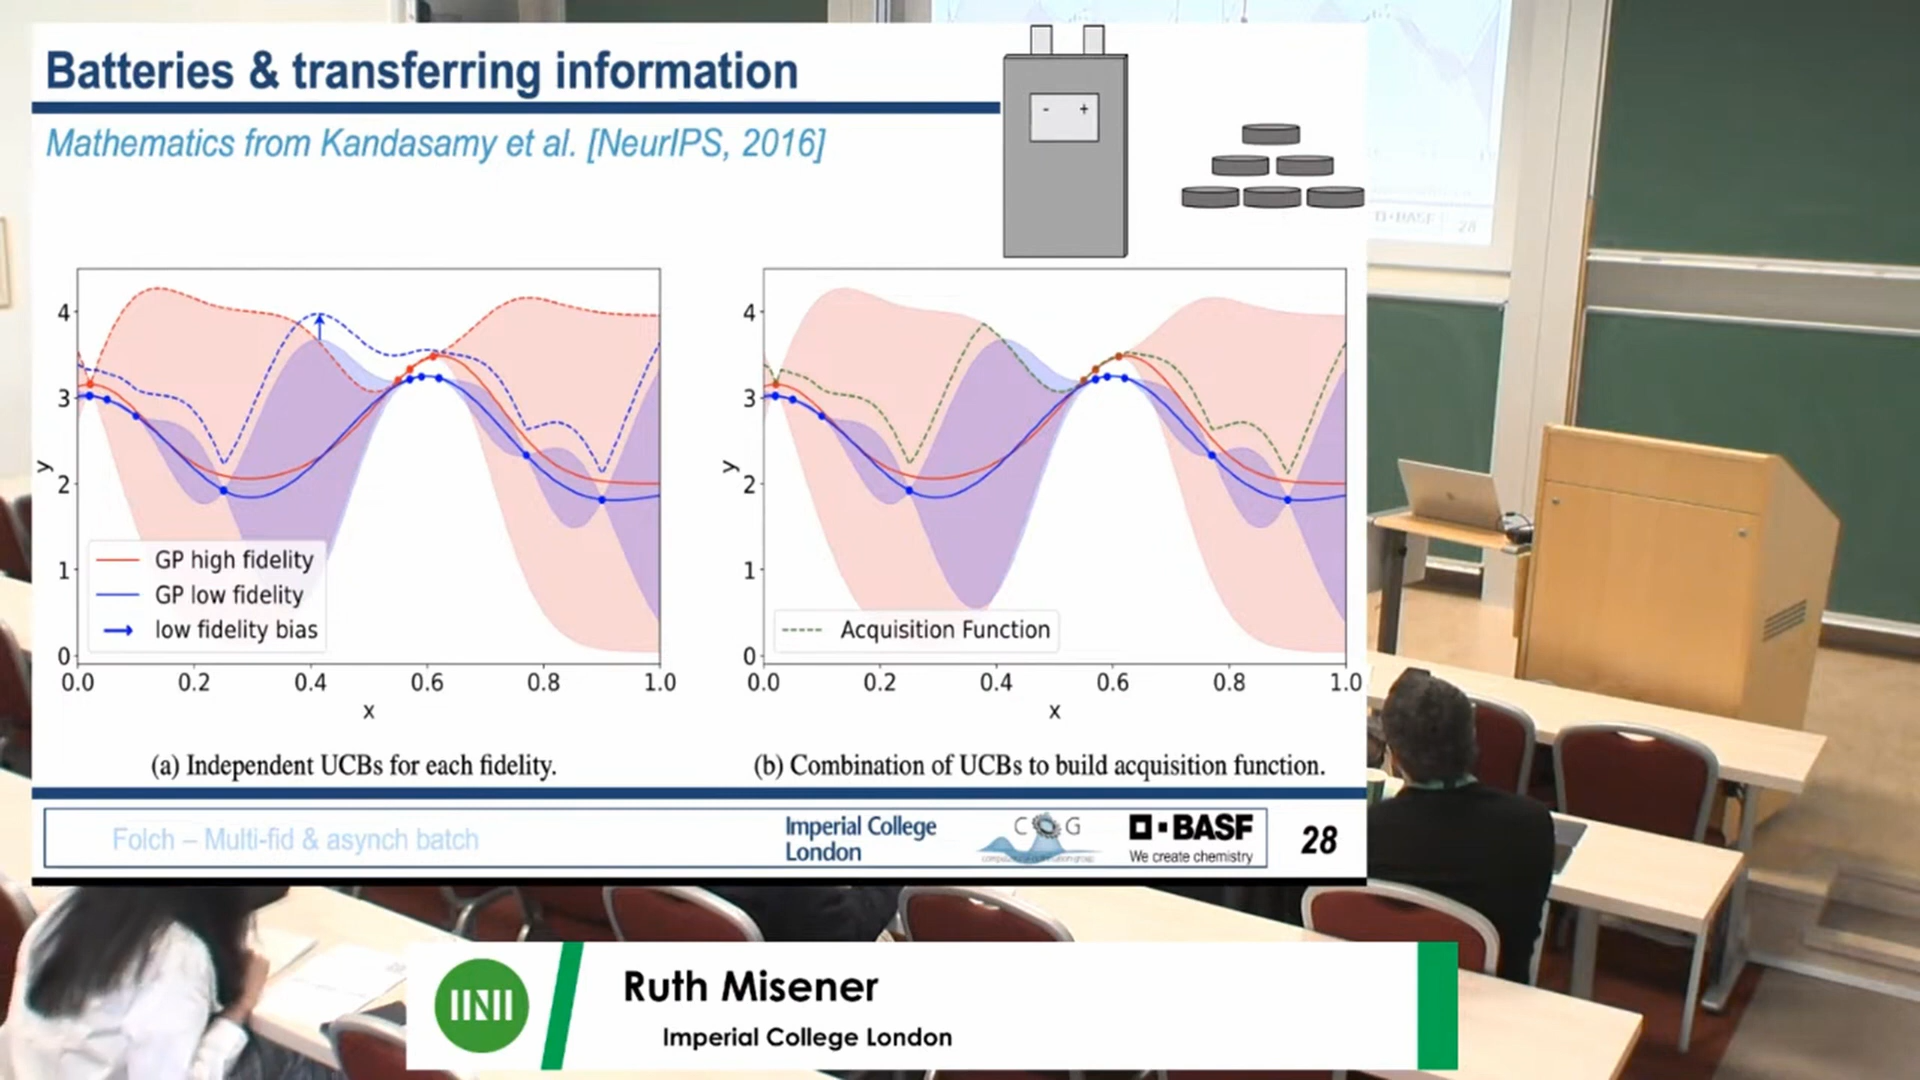 Batteries & transferring information
Mathematics from Kandasamy et al. [NeurIPS, 2016]
- +
4
3
2
1
0
y
GP high fidelity
GP low fidelity
low fidelity bias
0.0 0.2 0.4 0.6 0.8 1.0
x
(a) Independent UCBs for each fidelity.
4
3
2
1
0
y
Acquisition Function
0.0 0.2 0.4 0.6 0.8 1.0
x
(b) Combination of UCBs to build acquisition function.
Folch – Multi-fid & asynch batch
Imperial College
London
C G
BASF
We create chemistry
28
BASF
28
Ruth Misener
Imperial College London